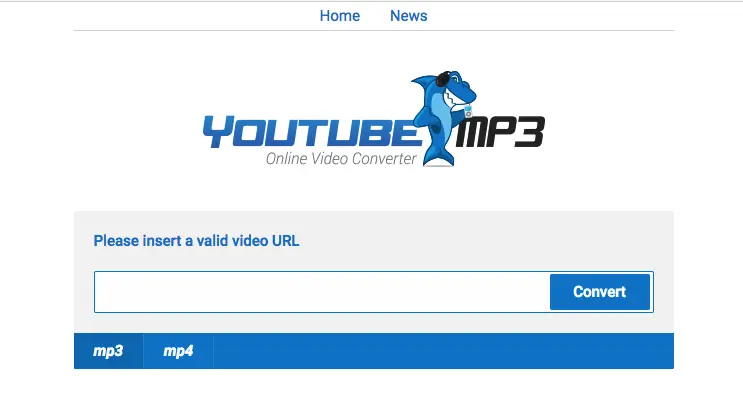 Home News
YOUTUBE MP3
Online Video Converter
Please insert a valid video URL
Convert
mp3 mp4